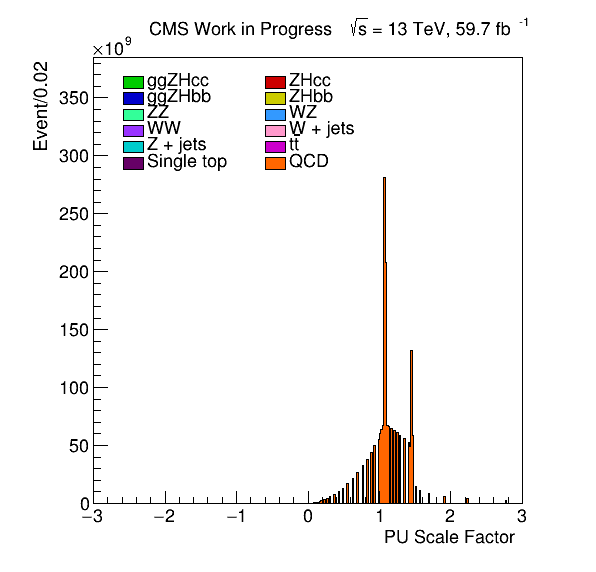 CMS Work in Progress √s = 13 TeV, 59.7 fb⁻¹
×10⁹
Event/0.02
ggZHcc ZHcc
ggZHbb ZHbb
ZZ WZ
WW W + jets
Z + jets tt̄
Single top QCD
350
300
250
200
150
100
50
0
−3 −2 −1 0 1 2 3
PU Scale Factor